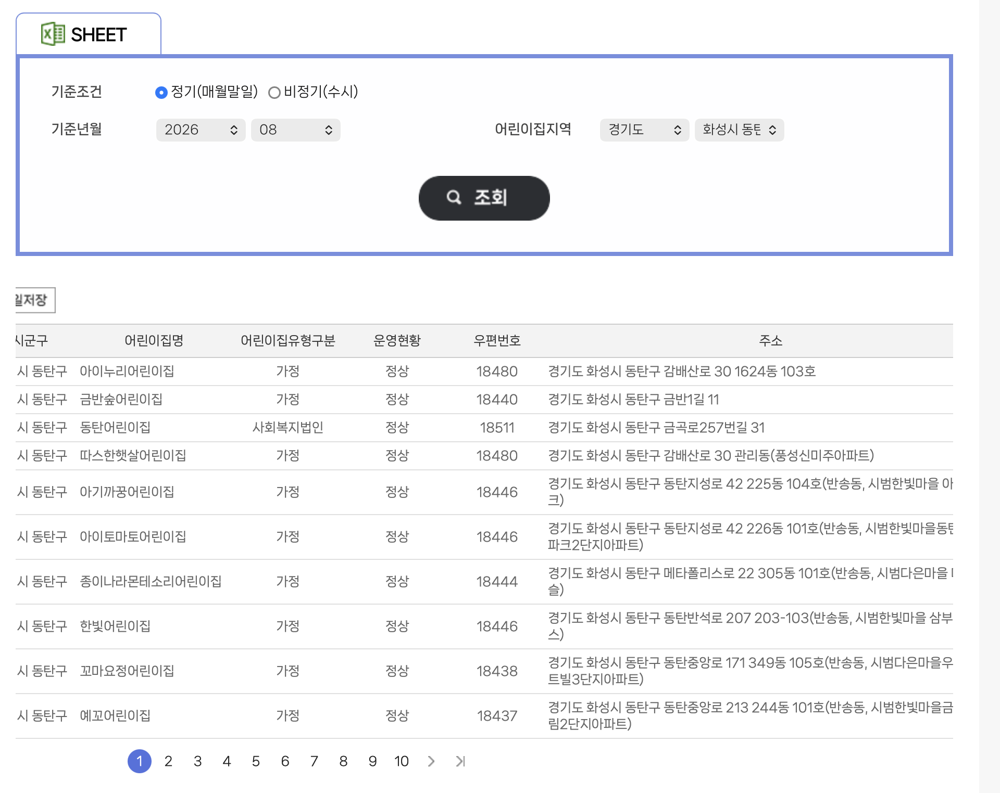 SHEET
기준조건 정기(매월말일) 비정기(수시)
기준년월 2026 08 어린이집지역 경기도 화성시 동탄
일저장
시군구 어린이집명 어린이집유형구분 운영현황 우편번호 주소
시 동탄구 아이누리어린이집 가정 정상 18480 경기도 화성시 동탄구 감배산로 30 1624동 103호
시 동탄구 금반숲어린이집 가정 정상 18440 경기도 화성시 동탄구 금반1길 11
시 동탄구 동탄어린이집 사회복지법인 정상 18511 경기도 화성시 동탄구 금곡로257번길 31
시 동탄구 따스한햇살어린이집 가정 정상 18480 경기도 화성시 동탄구 감배산로 30 관리동(풍성신미주아파트)
시 동탄구 아기까꿍어린이집 가정 정상 18446 경기도 화성시 동탄구 동탄지성로 42 225동 104호(반송동, 시범한빛마을 아
크)
시 동탄구 아이토마토어린이집 가정 정상 18446 경기도 화성시 동탄구 동탄지성로 42 226동 101호(반송동, 시범한빛마을동탄
파크2단지아파트)
시 동탄구 종이나라몬테소리어린이집 가정 정상 18444 경기도 화성시 동탄구 메타폴리스로 22 305동 101호(반송동, 시범다은마을
슬)
시 동탄구 한빛어린이집 가정 정상 18446 경기도 화성시 동탄구 동탄반석로 207 203-103(반송동, 시범한빛마을 삼부
스)
시 동탄구 꼬마요정어린이집 가정 정상 18438 경기도 화성시 동탄구 동탄중앙로 171 349동 105호(반송동, 시범다은마을우
트빌3단지아파트)
시 동탄구 예꼬어린이집 가정 정상 18437 경기도 화성시 동탄구 동탄중앙로 213 244동 101호(반송동, 시범한빛마을금
림2단지아파트)
1 2 3 4 5 6 7 8 9 10
조회